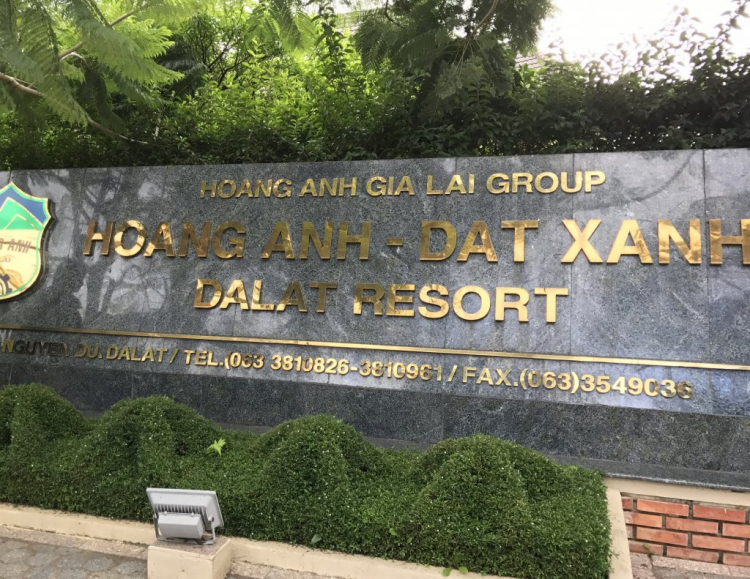 HOANG ANH GIA LAI GROUP
HOANG ANH - DAT XANH
DALAT RESORT
NGUYEN DU. DALAT / TEL.(063 3810826-3810961 / FAX.(063)3549036
ANH